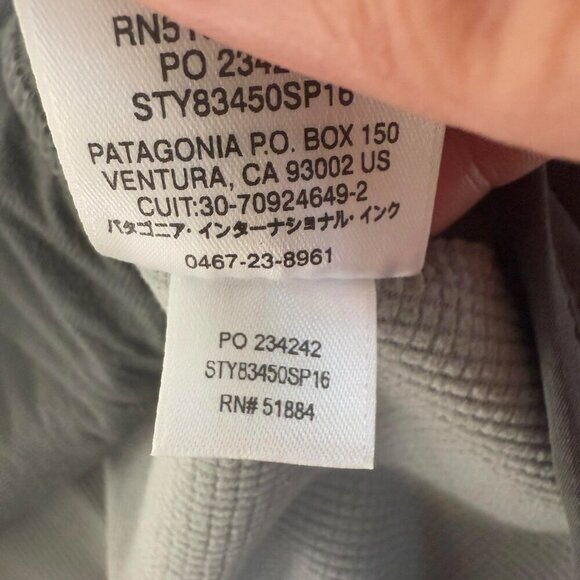 RN51
PO 23424
STY83450SP16
PATAGONIA P.O. BOX 150
VENTURA, CA 93002 US
CUIT:30-70924649-2
パタゴニア・インターナショナル・インク
0467-23-8961
PO 234242
STY83450SP16
RN# 51884